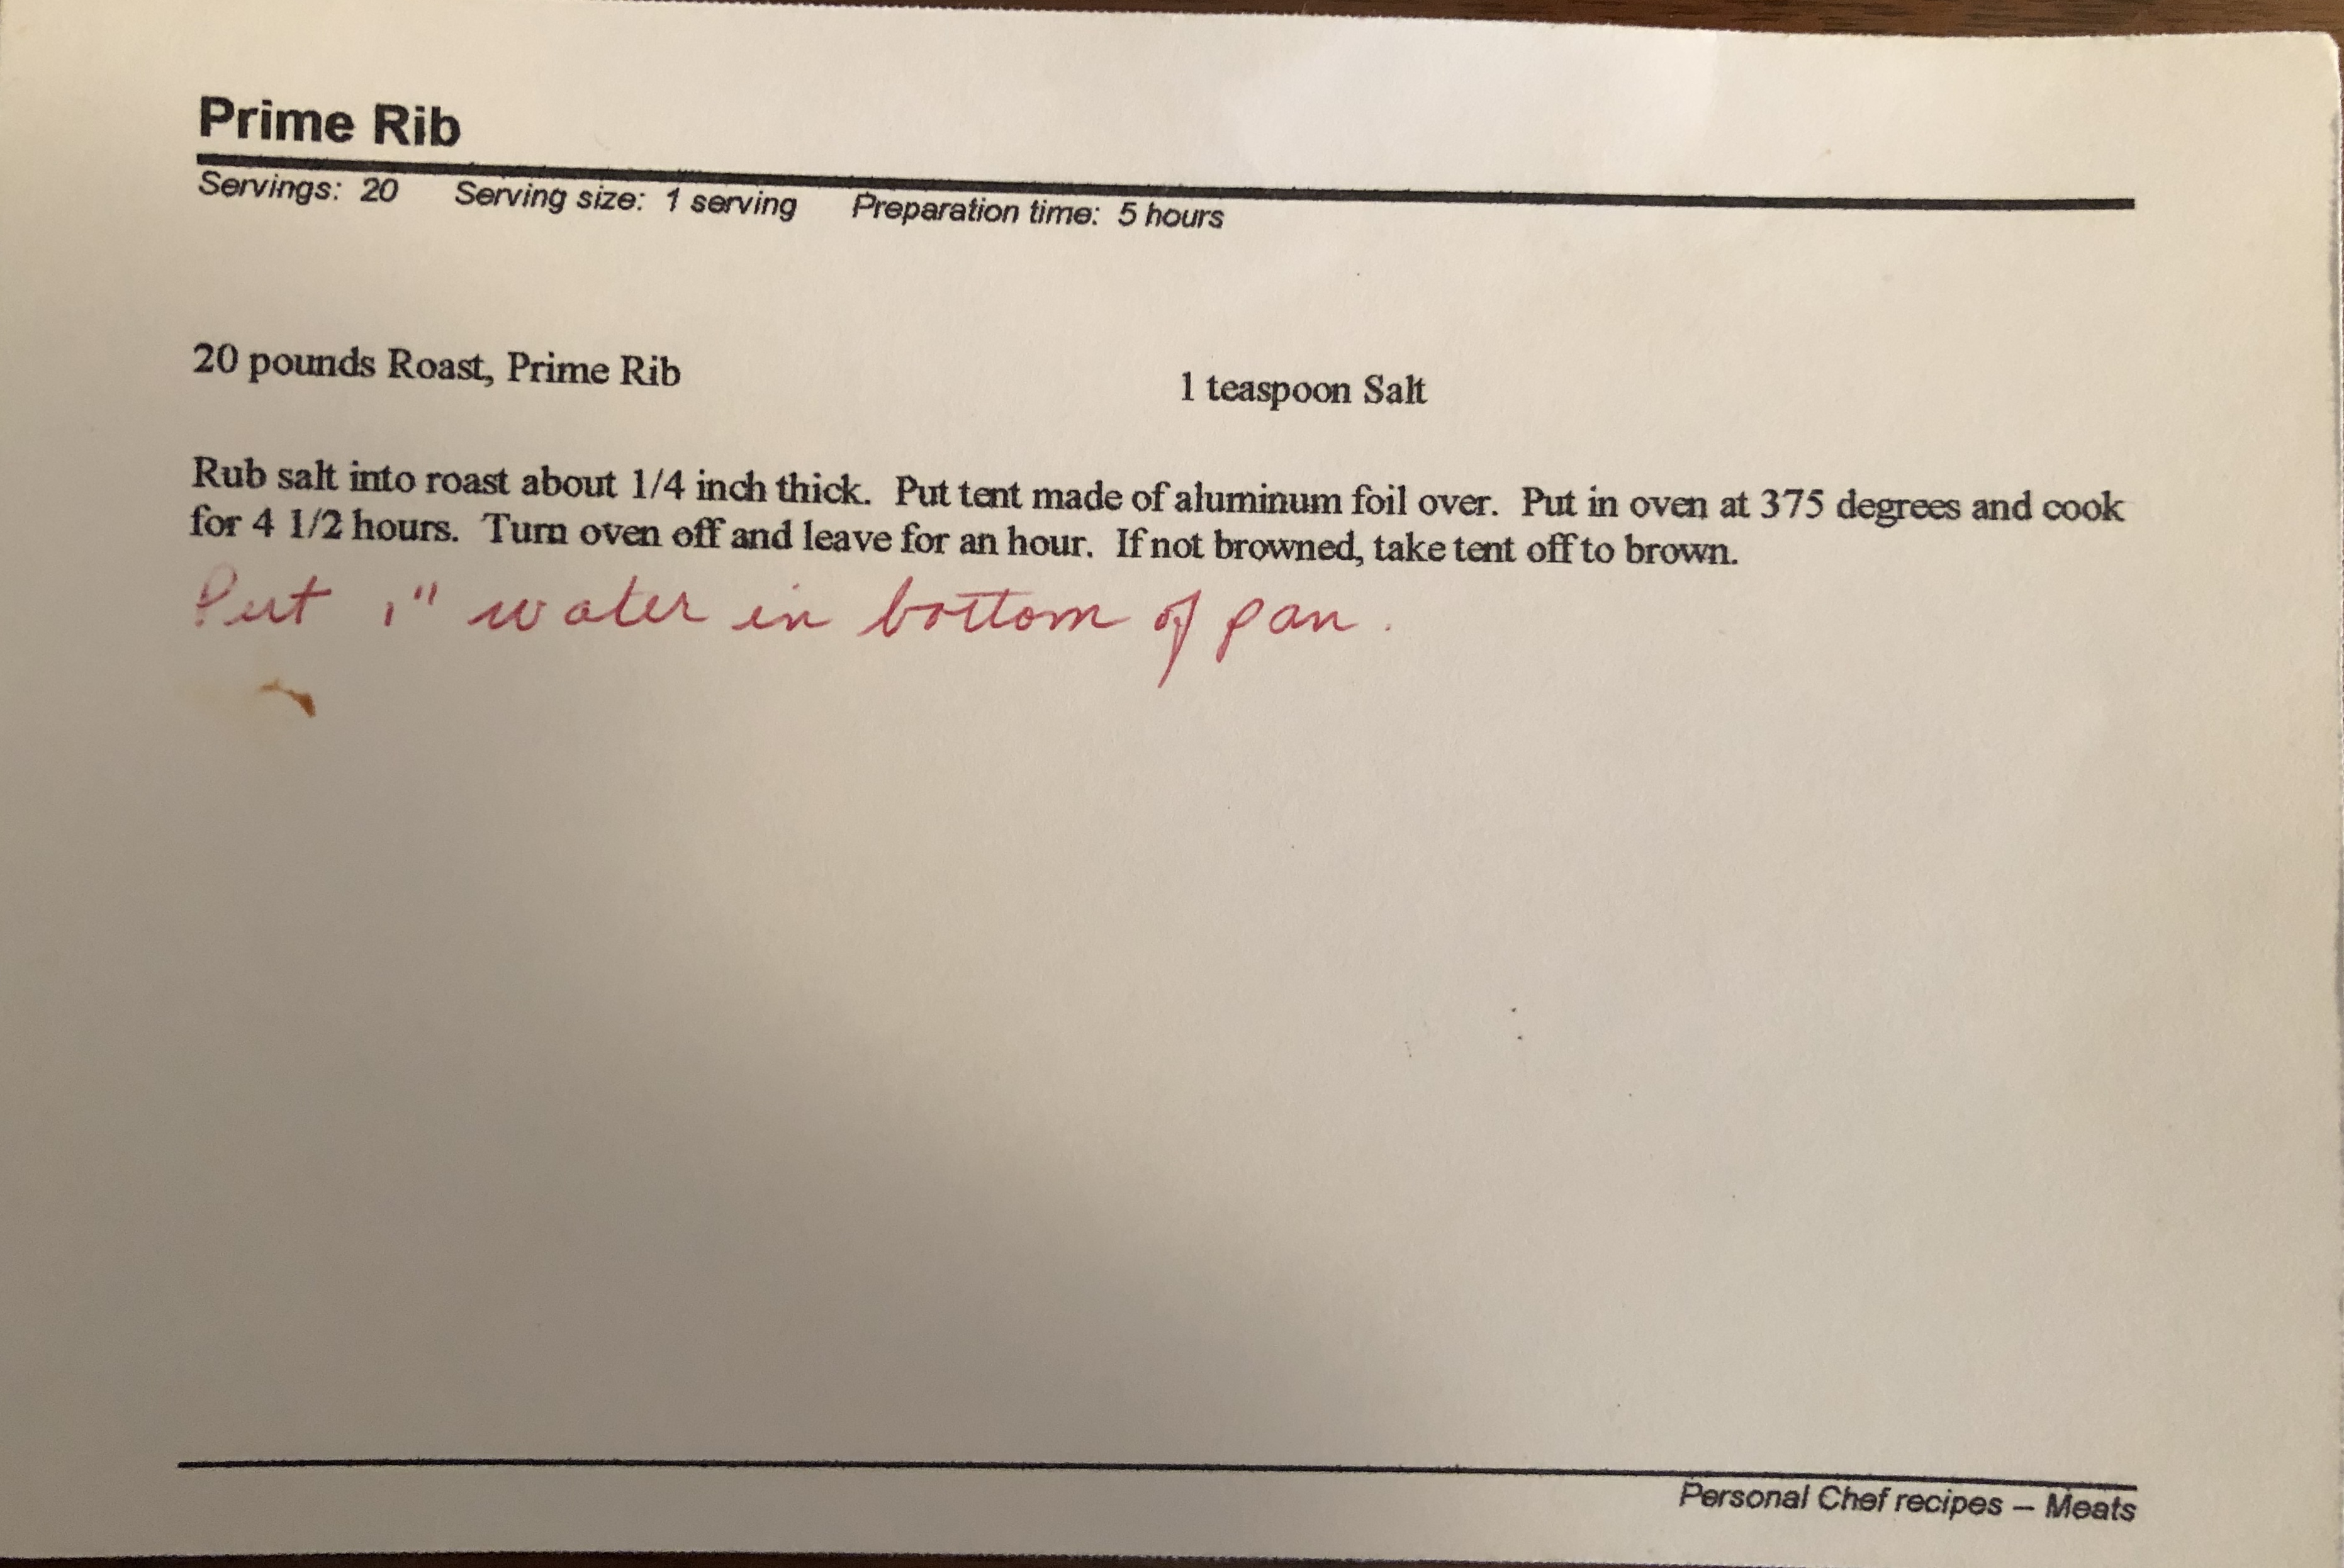 Prime Rib
Servings: 20 Serving size: 1 serving Preparation time: 5 hours
20 pounds Roast, Prime Rib 1 teaspoon Salt
Rub salt into roast about 1/4 inch thick. Put tent made of aluminum foil over. Put in oven at 375 degrees and cook
for 4 1/2 hours. Turn oven off and leave for an hour. If not browned, take tent off to brown.
Put 1" water in bottom of pan.
Personal Chef recipes – Meats